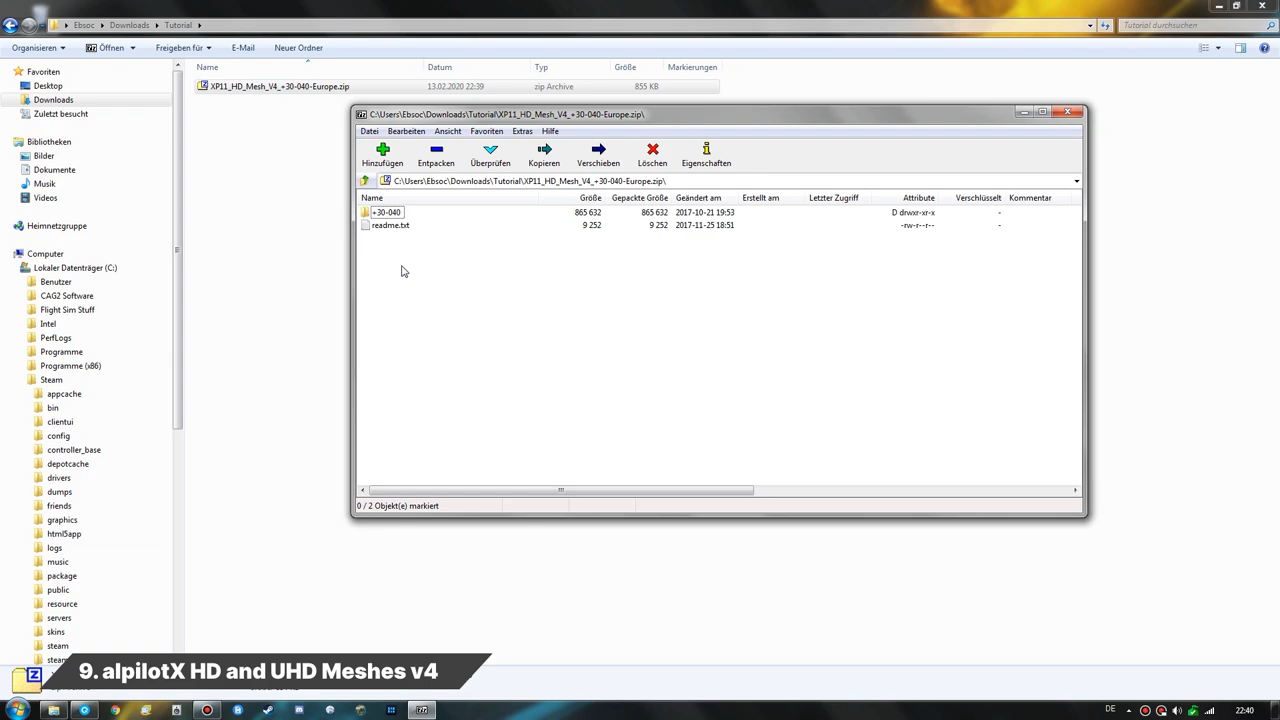 Ebsoc Downloads Tutorial
Tutorial durchsuchen
Organisieren Öffnen Freigeben für E-Mail Neuer Ordner
Name Datum Typ Größe Markierungen
Favoriten
Desktop
Downloads
Zuletzt besucht
XP11_HD_Mesh_V4_+30-040-Europe.zip 13.02.2020 22:39 zip Archive 855 KB
Bibliotheken
Bilder
Dokumente
Musik
Videos
Heimnetzgruppe
Computer
Lokaler Datenträger (C:)
Benutzer
CAG2 Software
Flight Sim Stuff
Intel
PerfLogs
Programme
Programme (x86)
Steam
appcache
bin
clientui
config
controller_base
depotcache
drivers
dumps
friends
graphics
html5app
logs
music
package
public
resource
servers
skins
steam
C:\Users\Ebsoc\Downloads\Tutorial\XP11_HD_Mesh_V4_+30-040-Europe.zip\
Datei Bearbeiten Ansicht Favoriten Extras Hilfe
Hinzufügen Entpacken Überprüfen Kopieren Verschieben Löschen Eigenschaften
C:\Users\Ebsoc\Downloads\Tutorial\XP11_HD_Mesh_V4_+30-040-Europe.zip\
Name Größe Gepackte Größe Geändert am Erstellt am Letzter Zugriff Attribute Verschlüsselt Kommentar
+30-040 865 632 865 632 2017-10-21 19:53 D drwxr-xr-x -
readme.txt 9 252 9 252 2017-11-25 18:51 -rw-r--r-- -
0 / 2 Objekt(e) markiert
9. alpilotX HD and UHD Meshes v4
DE 22:40